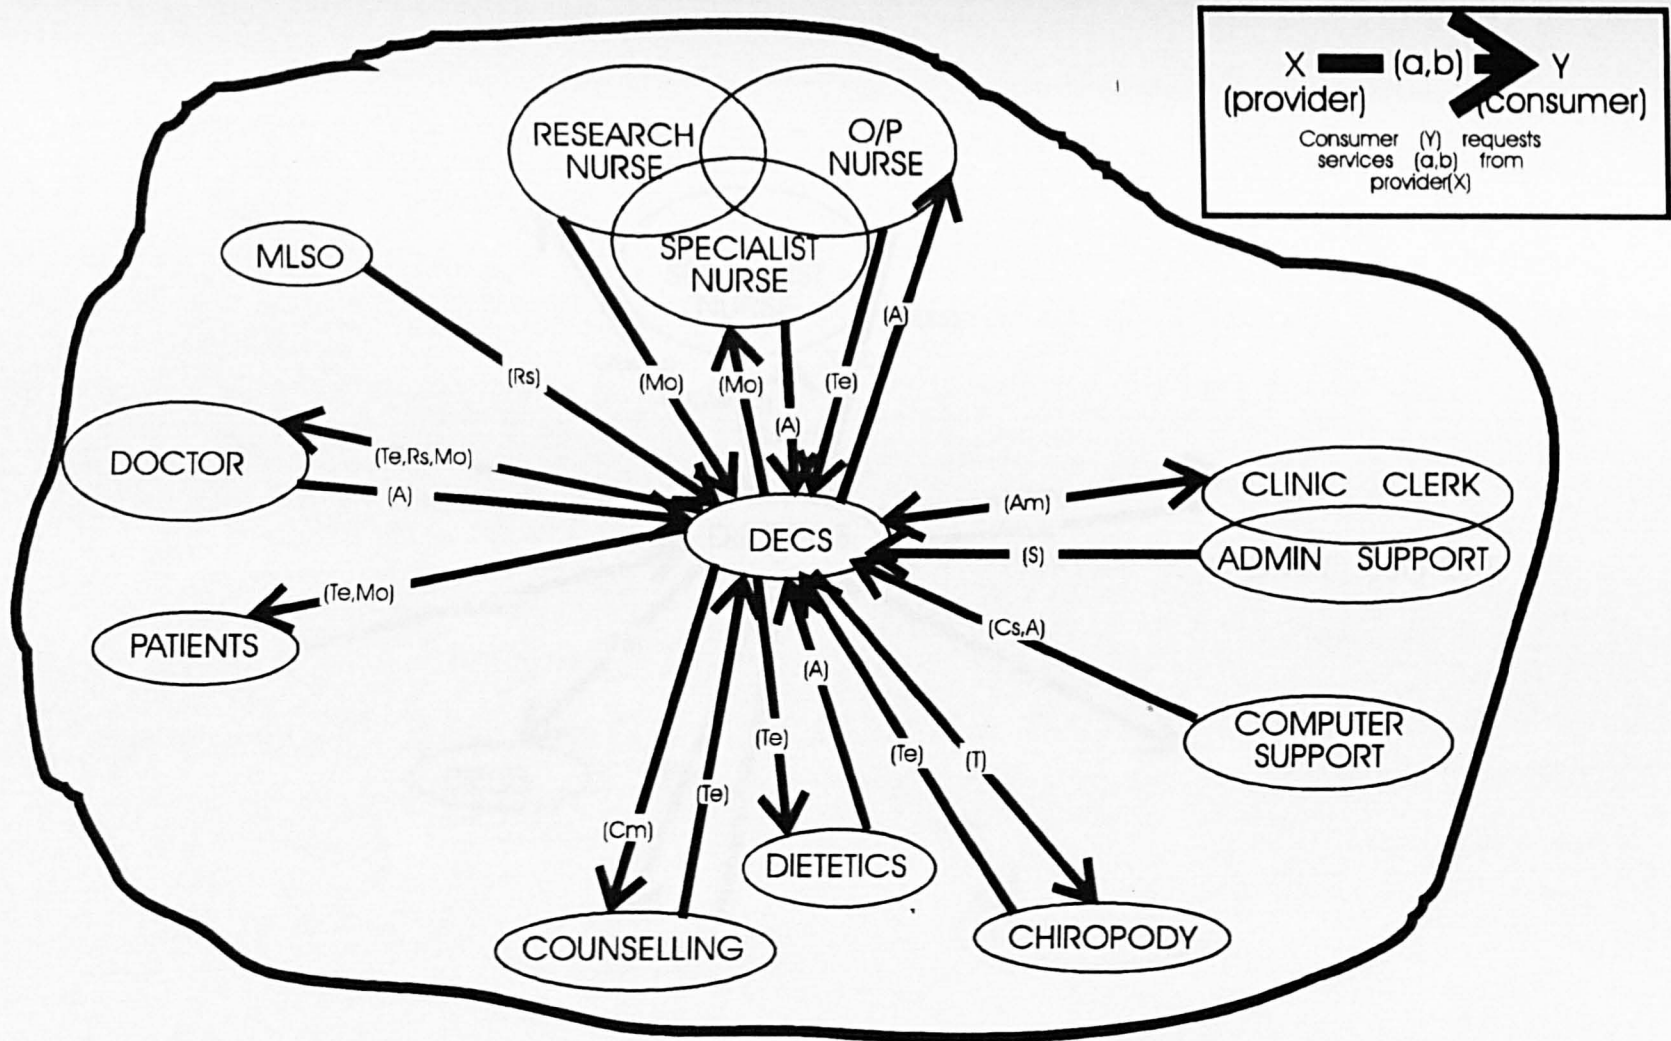 X (a,b) Y
(provider) (consumer)
Consumer (Y) requests
services (a,b) from
provider(X)
RESEARCH
NURSE
O/P
NURSE
SPECIALIST
NURSE
MLSO
(Rs)
(Mo)
(Mo)
(A)
(Te)
(A)
DOCTOR
(Te,Rs,Mo)
(A)
DECS
(Am)
CLINIC CLERK
(S)
ADMIN SUPPORT
(Te,Mo)
PATIENTS
(Cs,A)
COMPUTER
SUPPORT
(A)
(Te)
(Te)
(T)
(Te)
(Cm)
DIETETICS
COUNSELLING
CHIROPODY